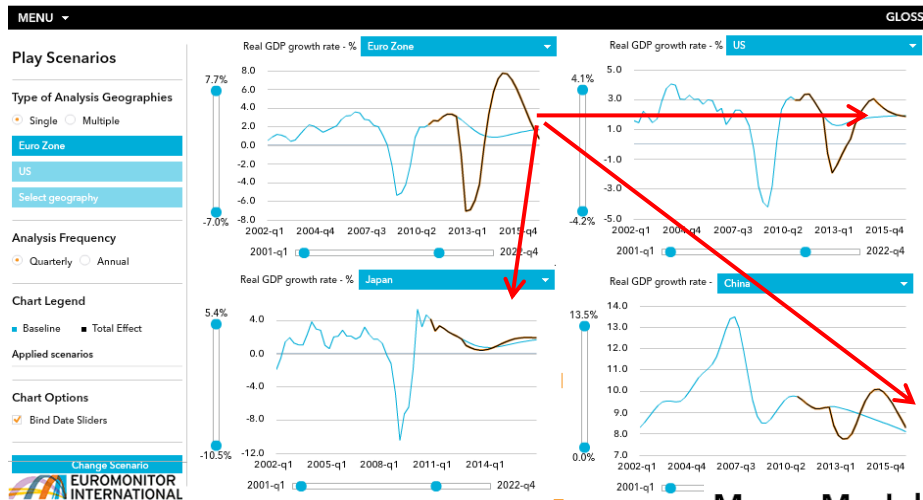 MENU
GLOSS
Play Scenarios
Type of Analysis Geographies
Single Multiple
Euro Zone
US
Select geography
Analysis Frequency
Quarterly Annual
Chart Legend
Baseline Total Effect
Applied scenarios
Chart Options
Bind Date Sliders
Change Scenario
EUROMONITOR
INTERNATIONAL
Real GDP growth rate - % Euro Zone
7.7%
-7.0%
8.0
6.0
4.0
2.0
0.0
-2.0
-4.0
-6.0
-8.0
2002-q1 2004-q4 2007-q3 2010-q2 2013-q1 2015-q4
2001-q1 2022-q4
Real GDP growth rate - % US
4.1%
-4.2%
5.0
3.0
1.0
-1.0
-3.0
-5.0
2002-q1 2004-q4 2007-q3 2010-q2 2013-q1 2015-q4
2001-q1 2022-q4
Real GDP growth rate - % Japan
5.4%
-10.5%
4.0
0.0
-4.0
-8.0
-12.0
2002-q1 2005-q1 2008-q1 2011-q1 2014-q1
2001-q1 2022-q4
Real GDP growth rate - China
13.5%
0.0%
14.0
13.0
12.0
11.0
10.0
9.0
8.0
7.0
2002-q1 2004-q4 2007-q3 2010-q2 2013-q1 2015-q4
2001-q1